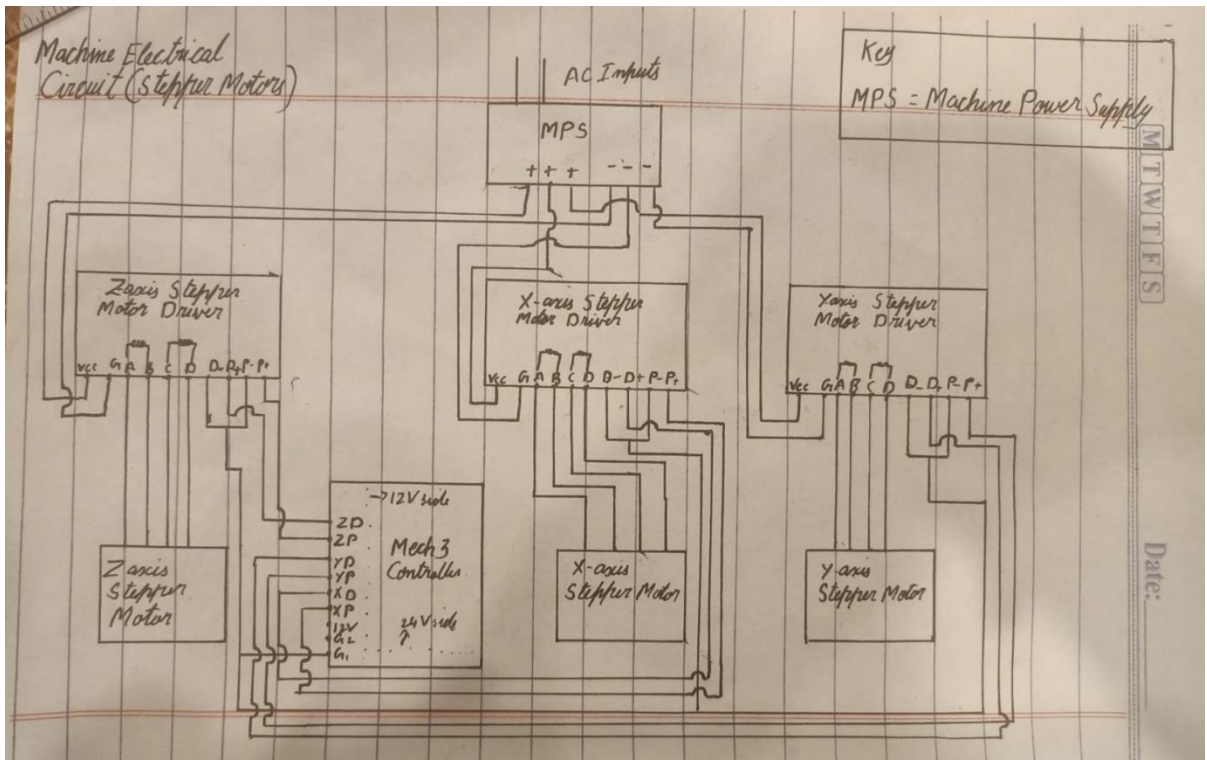 Machine Electrical
Circuit (Stepper Motors)
AC Inputs
Key
MPS = Machine Power Supply
MPS
+ + + - - -
M T W T F S
Z axis Stepper
Motor Driver
Vcc G A B C D D- D+ P- P+
X-axis Stepper
Motor Driver
Vcc G A B C D D- D+ P- P+
Y axis Stepper
Motor Driver
Vcc G A B C D D- D+ P- P+
→12V side
ZD
ZP
YD
YP
XD
XP
12V
G2
G1
Mech3
Controller
24V side
↑
Z axis
Stepper
Motor
X-axis
Stepper Motor
Y-axis
Stepper Motor
Date: